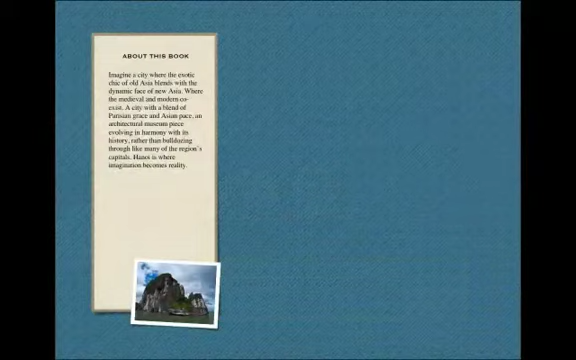 ABOUT THIS BOOK
Imagine a city where the exotic
chic of old Asia blends with the
dynamic face of new Asia. Where
the medieval and modern co-
exist. A city with a blend of
Parisian grace and Asian pace, an
architectural museum piece
evolving in harmony with its
history, rather than bulldozing
through like many of the region's
capitals. Hanoi is where
imagination becomes reality.